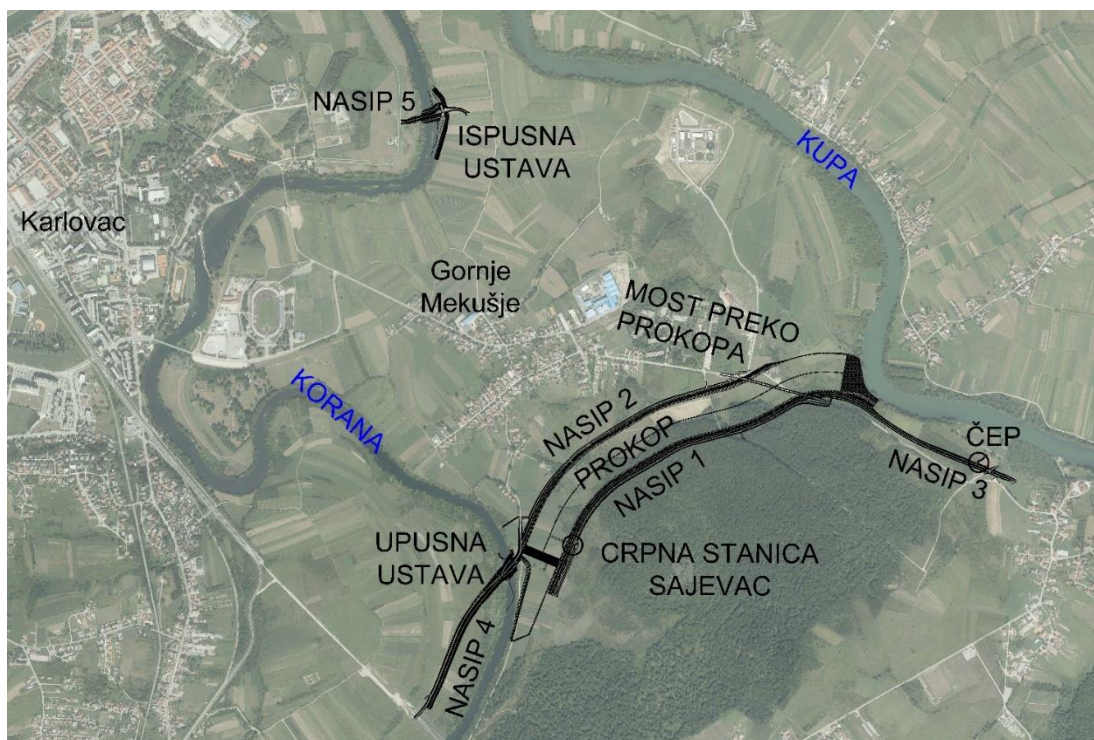 NASIP 5
ISPUSNA
USTAVA
KUPA
Karlovac
Gornje
Mekušje
MOST PREKO
PROKOPA
KORANA
NASIP 2
PROKOP
NASIP 1
ČEP
NASIP 3
UPUSNA
USTAVA
CRPNA STANICA
SAJEVAC
NASIP 4